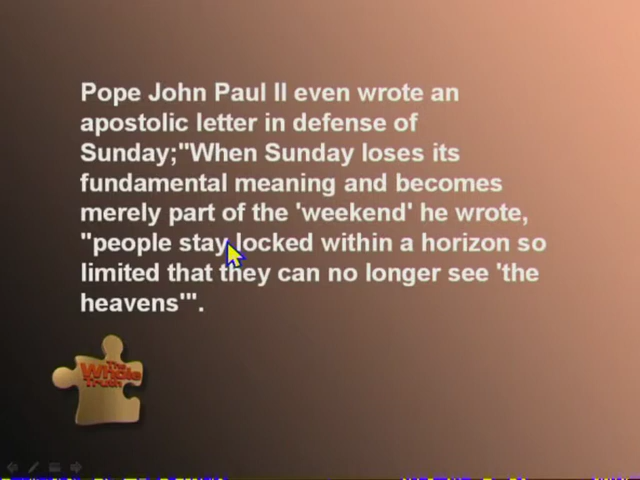 Pope John Paul II even wrote an
apostolic letter in defense of
Sunday;"When Sunday loses its
fundamental meaning and becomes
merely part of the 'weekend' he wrote,
"people stay locked within a horizon so
limited that they can no longer see 'the
heavens'".
The
Whole
Truth